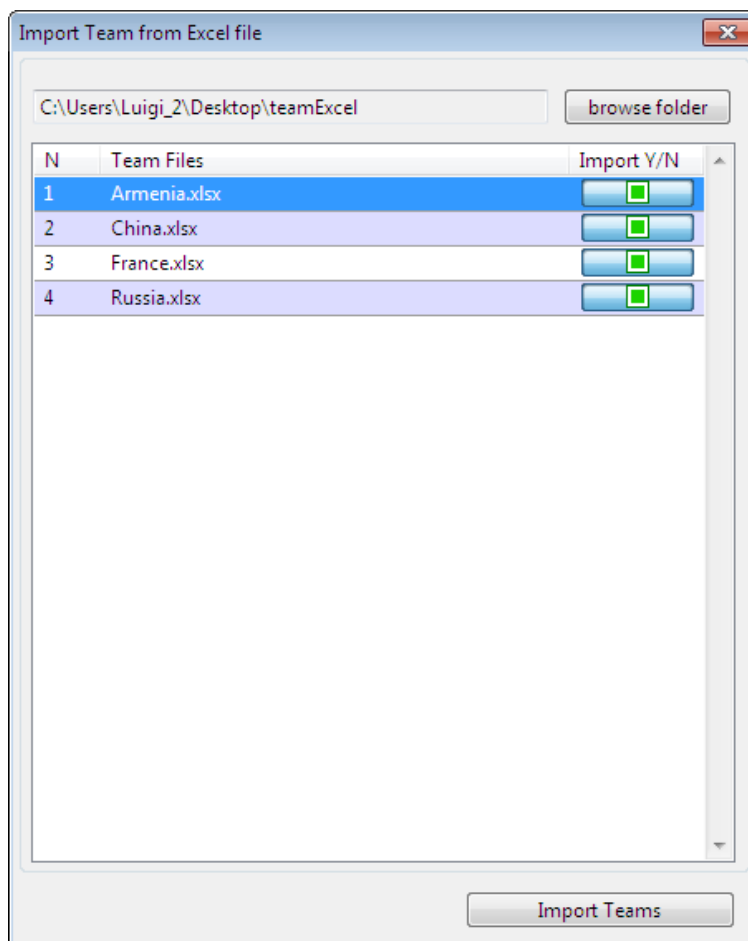 Import Team from Excel file
C:\Users\Luigi_2\Desktop\teamExcel browse folder
N Team Files Import Y/N
1 Armenia.xlsx
2 China.xlsx
3 France.xlsx
4 Russia.xlsx
Import Teams